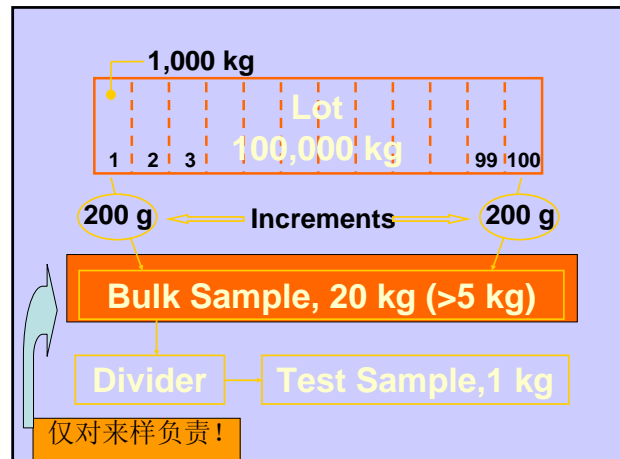 1,000 kg
Lot
100,000 kg
1 2 3 99 100
200 g Increments 200 g
Bulk Sample, 20 kg (>5 kg)
Divider Test Sample,1 kg
仅对来样负责！